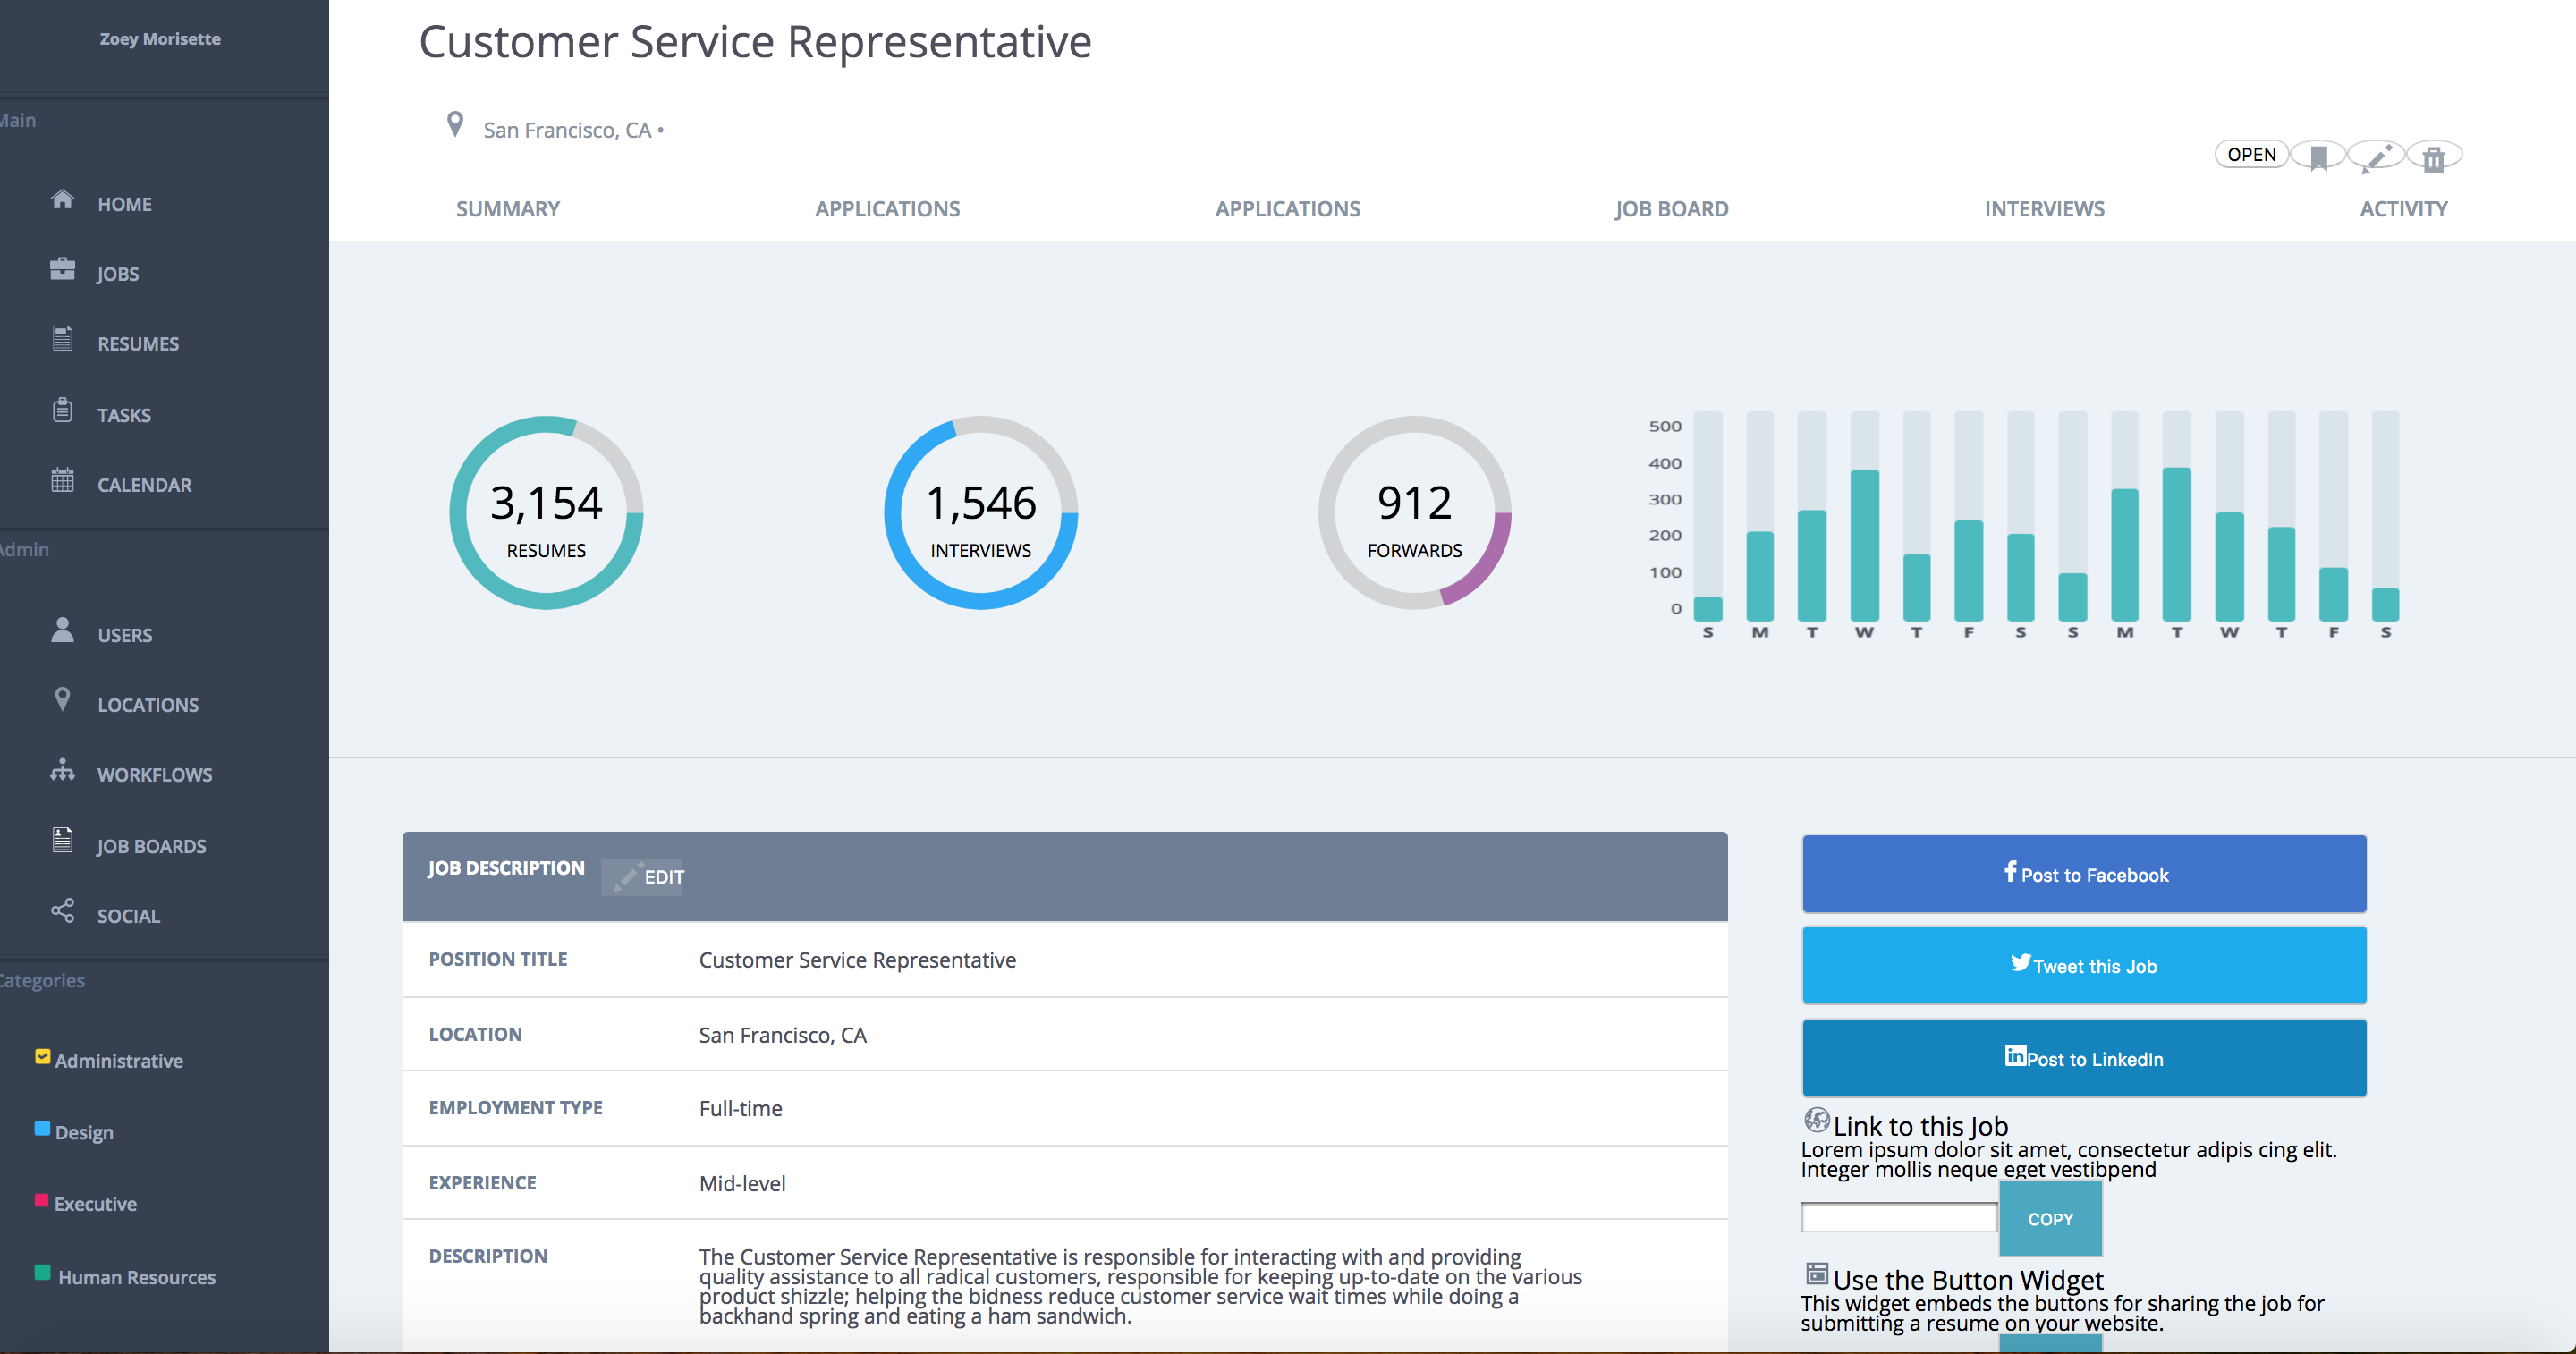 Zoey Morisette
Main
HOME
JOBS
RESUMES
TASKS
CALENDAR
Admin
USERS
LOCATIONS
WORKFLOWS
JOB BOARDS
SOCIAL
Categories
Administrative
Design
Executive
Human Resources
Customer Service Representative
San Francisco, CA •
OPEN
SUMMARY APPLICATIONS APPLICATIONS JOB BOARD INTERVIEWS ACTIVITY
3,154
RESUMES
1,546
INTERVIEWS
912
FORWARDS
500
400
300
200
100
0
S M T W T F S S M T W T F S
JOB DESCRIPTION EDIT
POSITION TITLE Customer Service Representative
LOCATION San Francisco, CA
EMPLOYMENT TYPE Full-time
EXPERIENCE Mid-level
DESCRIPTION The Customer Service Representative is responsible for interacting with and providing
quality assistance to all radical customers, responsible for keeping up-to-date on the various
product shizzle; helping the bidness reduce customer service wait times while doing a
backhand spring and eating a ham sandwich.
Post to Facebook
Tweet this Job
Post to LinkedIn
Link to this Job
Lorem ipsum dolor sit amet, consectetur adipis cing elit.
Integer mollis neque eget vestibpend
COPY
Use the Button Widget
This widget embeds the buttons for sharing the job for
submitting a resume on your website.